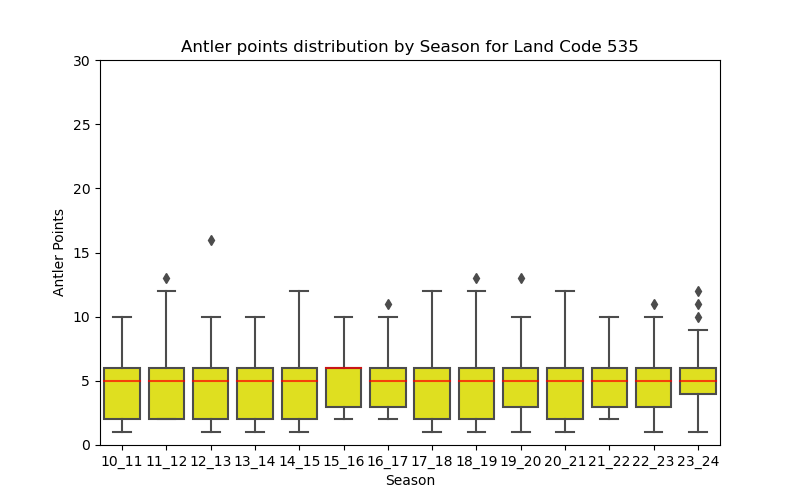 Antler points distribution by Season for Land Code 535
30
25
20
15
10
5
0
Antler Points
10_11 11_12 12_13 13_14 14_15 15_16 16_17 17_18 18_19 19_20 20_21 21_22 22_23 23_24
Season